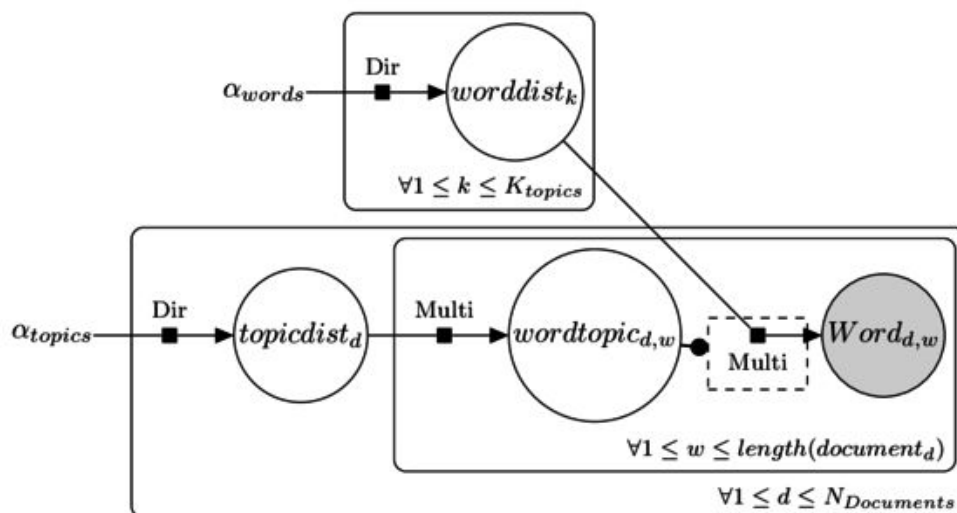 Dir
α_words
worddist_k
∀1 ≤ k ≤ K_topics
Dir
Multi
α_topics
topicdist_d
wordtopic_d,w
Multi
Word_d,w
∀1 ≤ w ≤ length(document_d)
∀1 ≤ d ≤ N_Documents